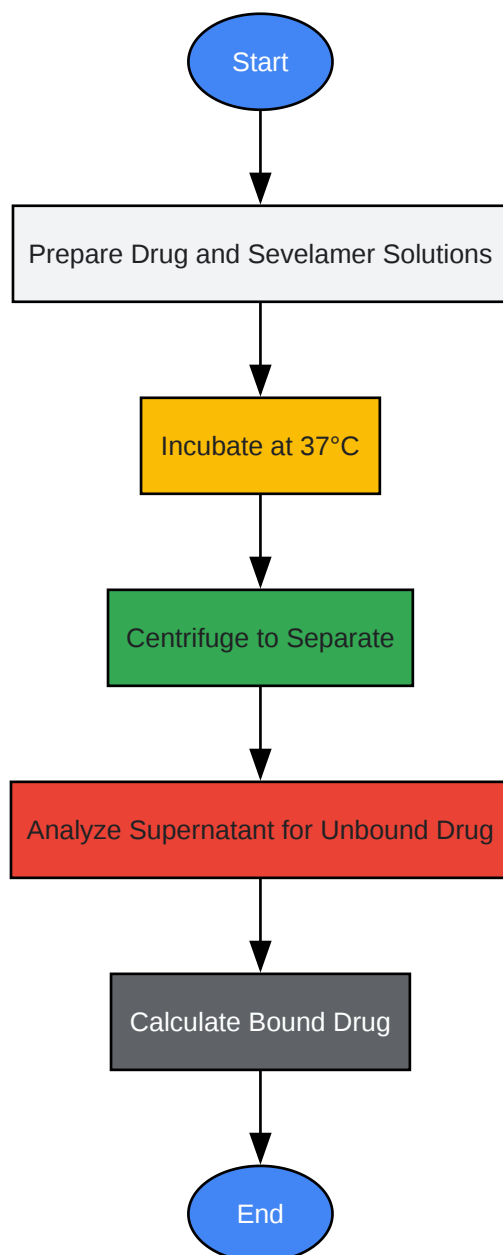 Start
Prepare Drug and Sevelamer Solutions
Incubate at 37°C
Centrifuge to Separate
Analyze Supernatant for Unbound Drug
Calculate Bound Drug
End